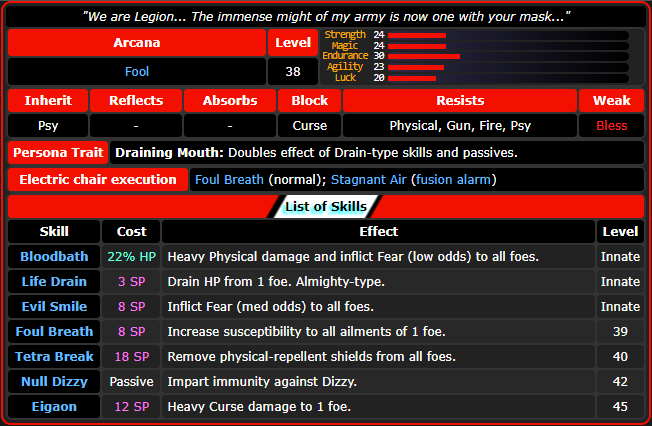 "We are Legion... The immense might of my army is now one with your mask..."
Arcana Level
Fool 38
Strength 24
Magic 24
Endurance 30
Agility 23
Luck 20
Inherit Reflects Absorbs Block Resists Weak
Psy - - Curse Physical, Gun, Fire, Psy Bless
Persona Trait Draining Mouth: Doubles effect of Drain-type skills and passives.
Electric chair execution Foul Breath (normal); Stagnant Air (fusion alarm)
List of Skills
Skill Cost Effect Level
Bloodbath 22% HP Heavy Physical damage and inflict Fear (low odds) to all foes. Innate
Life Drain 3 SP Drain HP from 1 foe. Almighty-type. Innate
Evil Smile 8 SP Inflict Fear (med odds) to all foes. Innate
Foul Breath 8 SP Increase susceptibility to all ailments of 1 foe. 39
Tetra Break 18 SP Remove physical-repellent shields from all foes. 40
Null Dizzy Passive Impart immunity against Dizzy. 42
Eigaon 12 SP Heavy Curse damage to 1 foe. 45